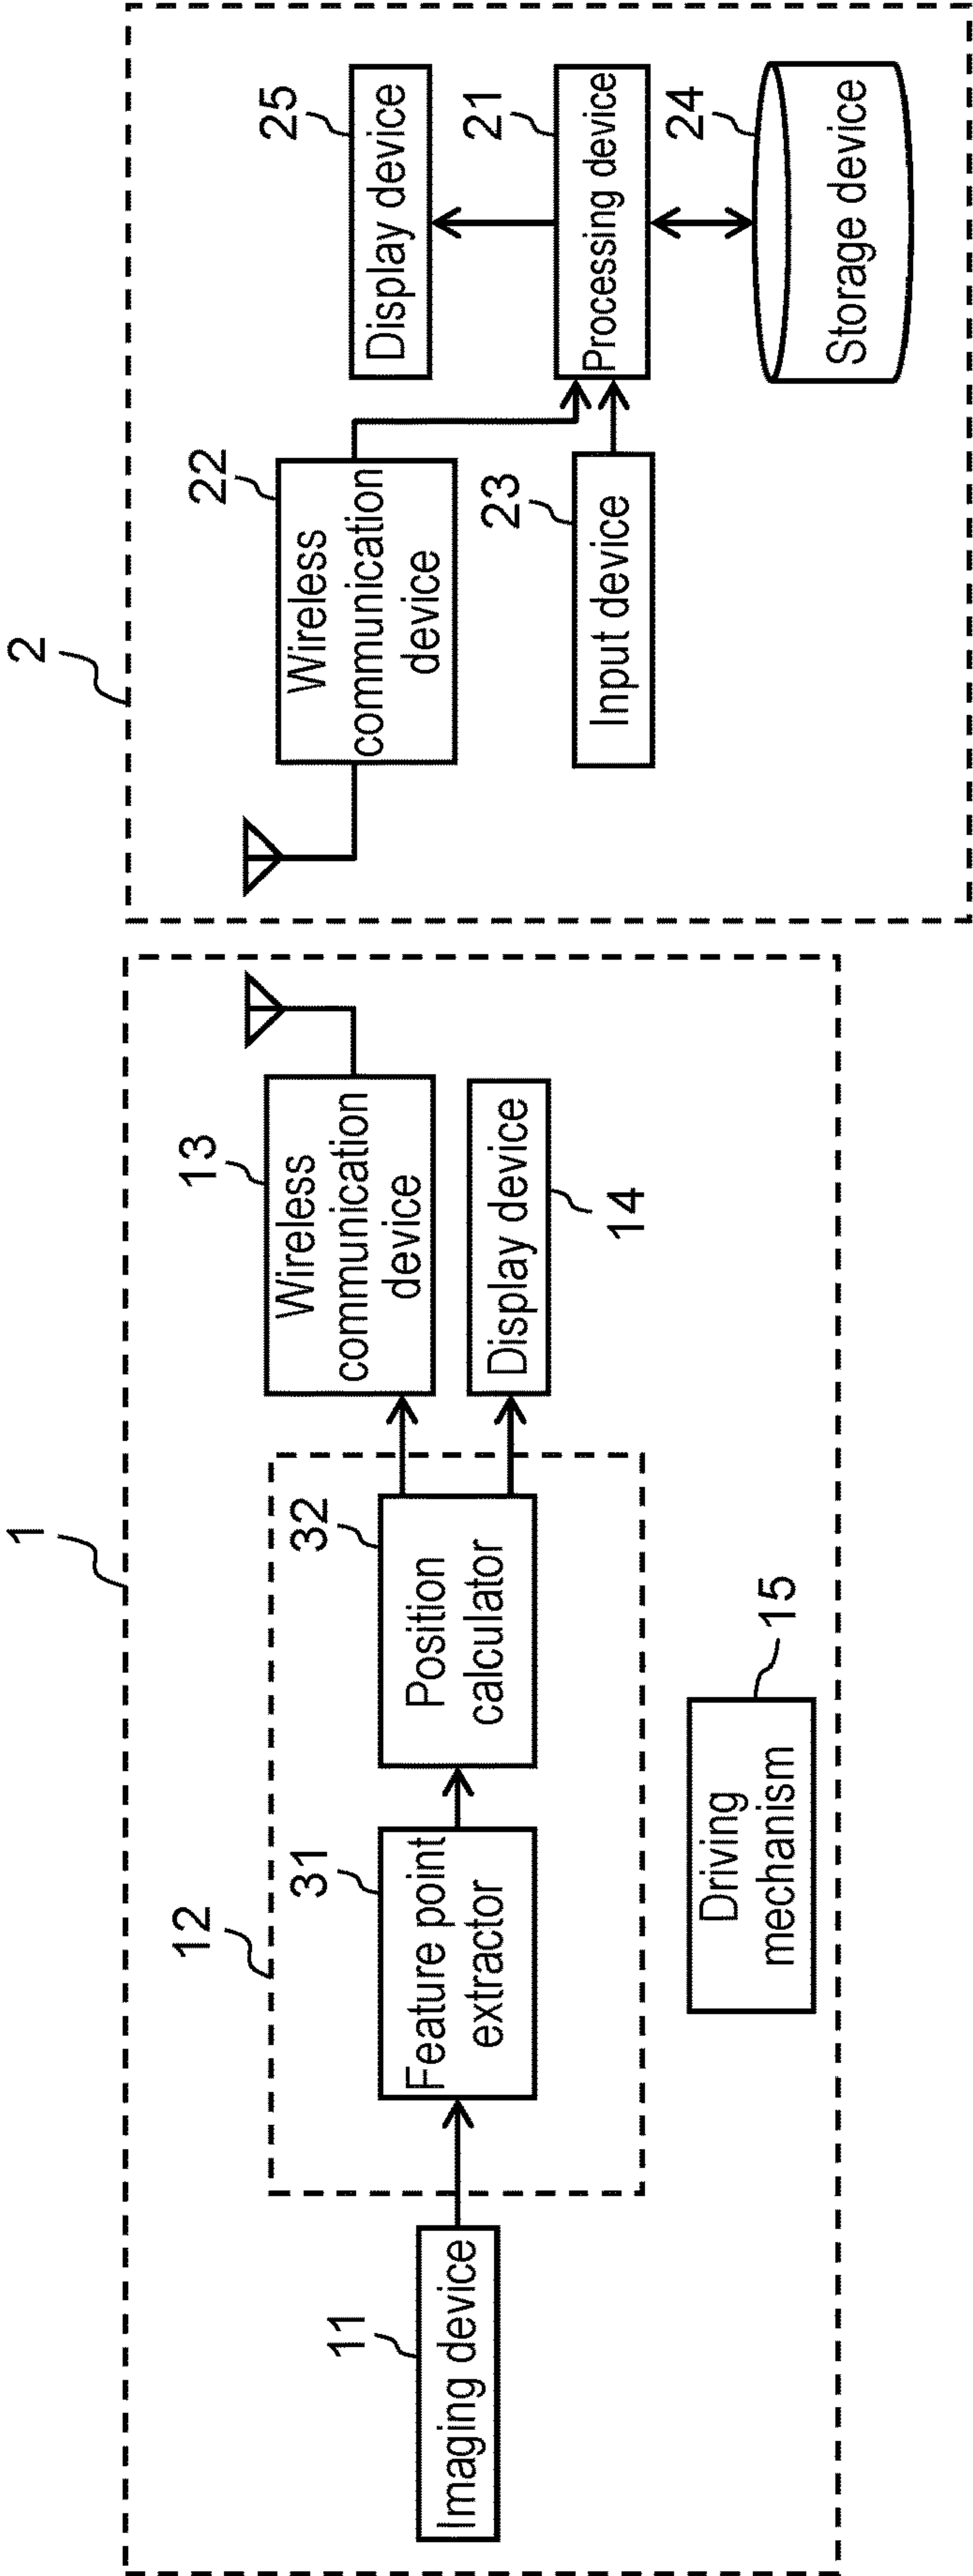 1
11
Imaging device
12
31
Feature point
extractor
32
Position
calculator
13
Wireless
communication
device
Display device
14
Driving
mechanism
15
2
22
Wireless
communication
device
23
Input device
25
Display device
21
Processing device
24
Storage device